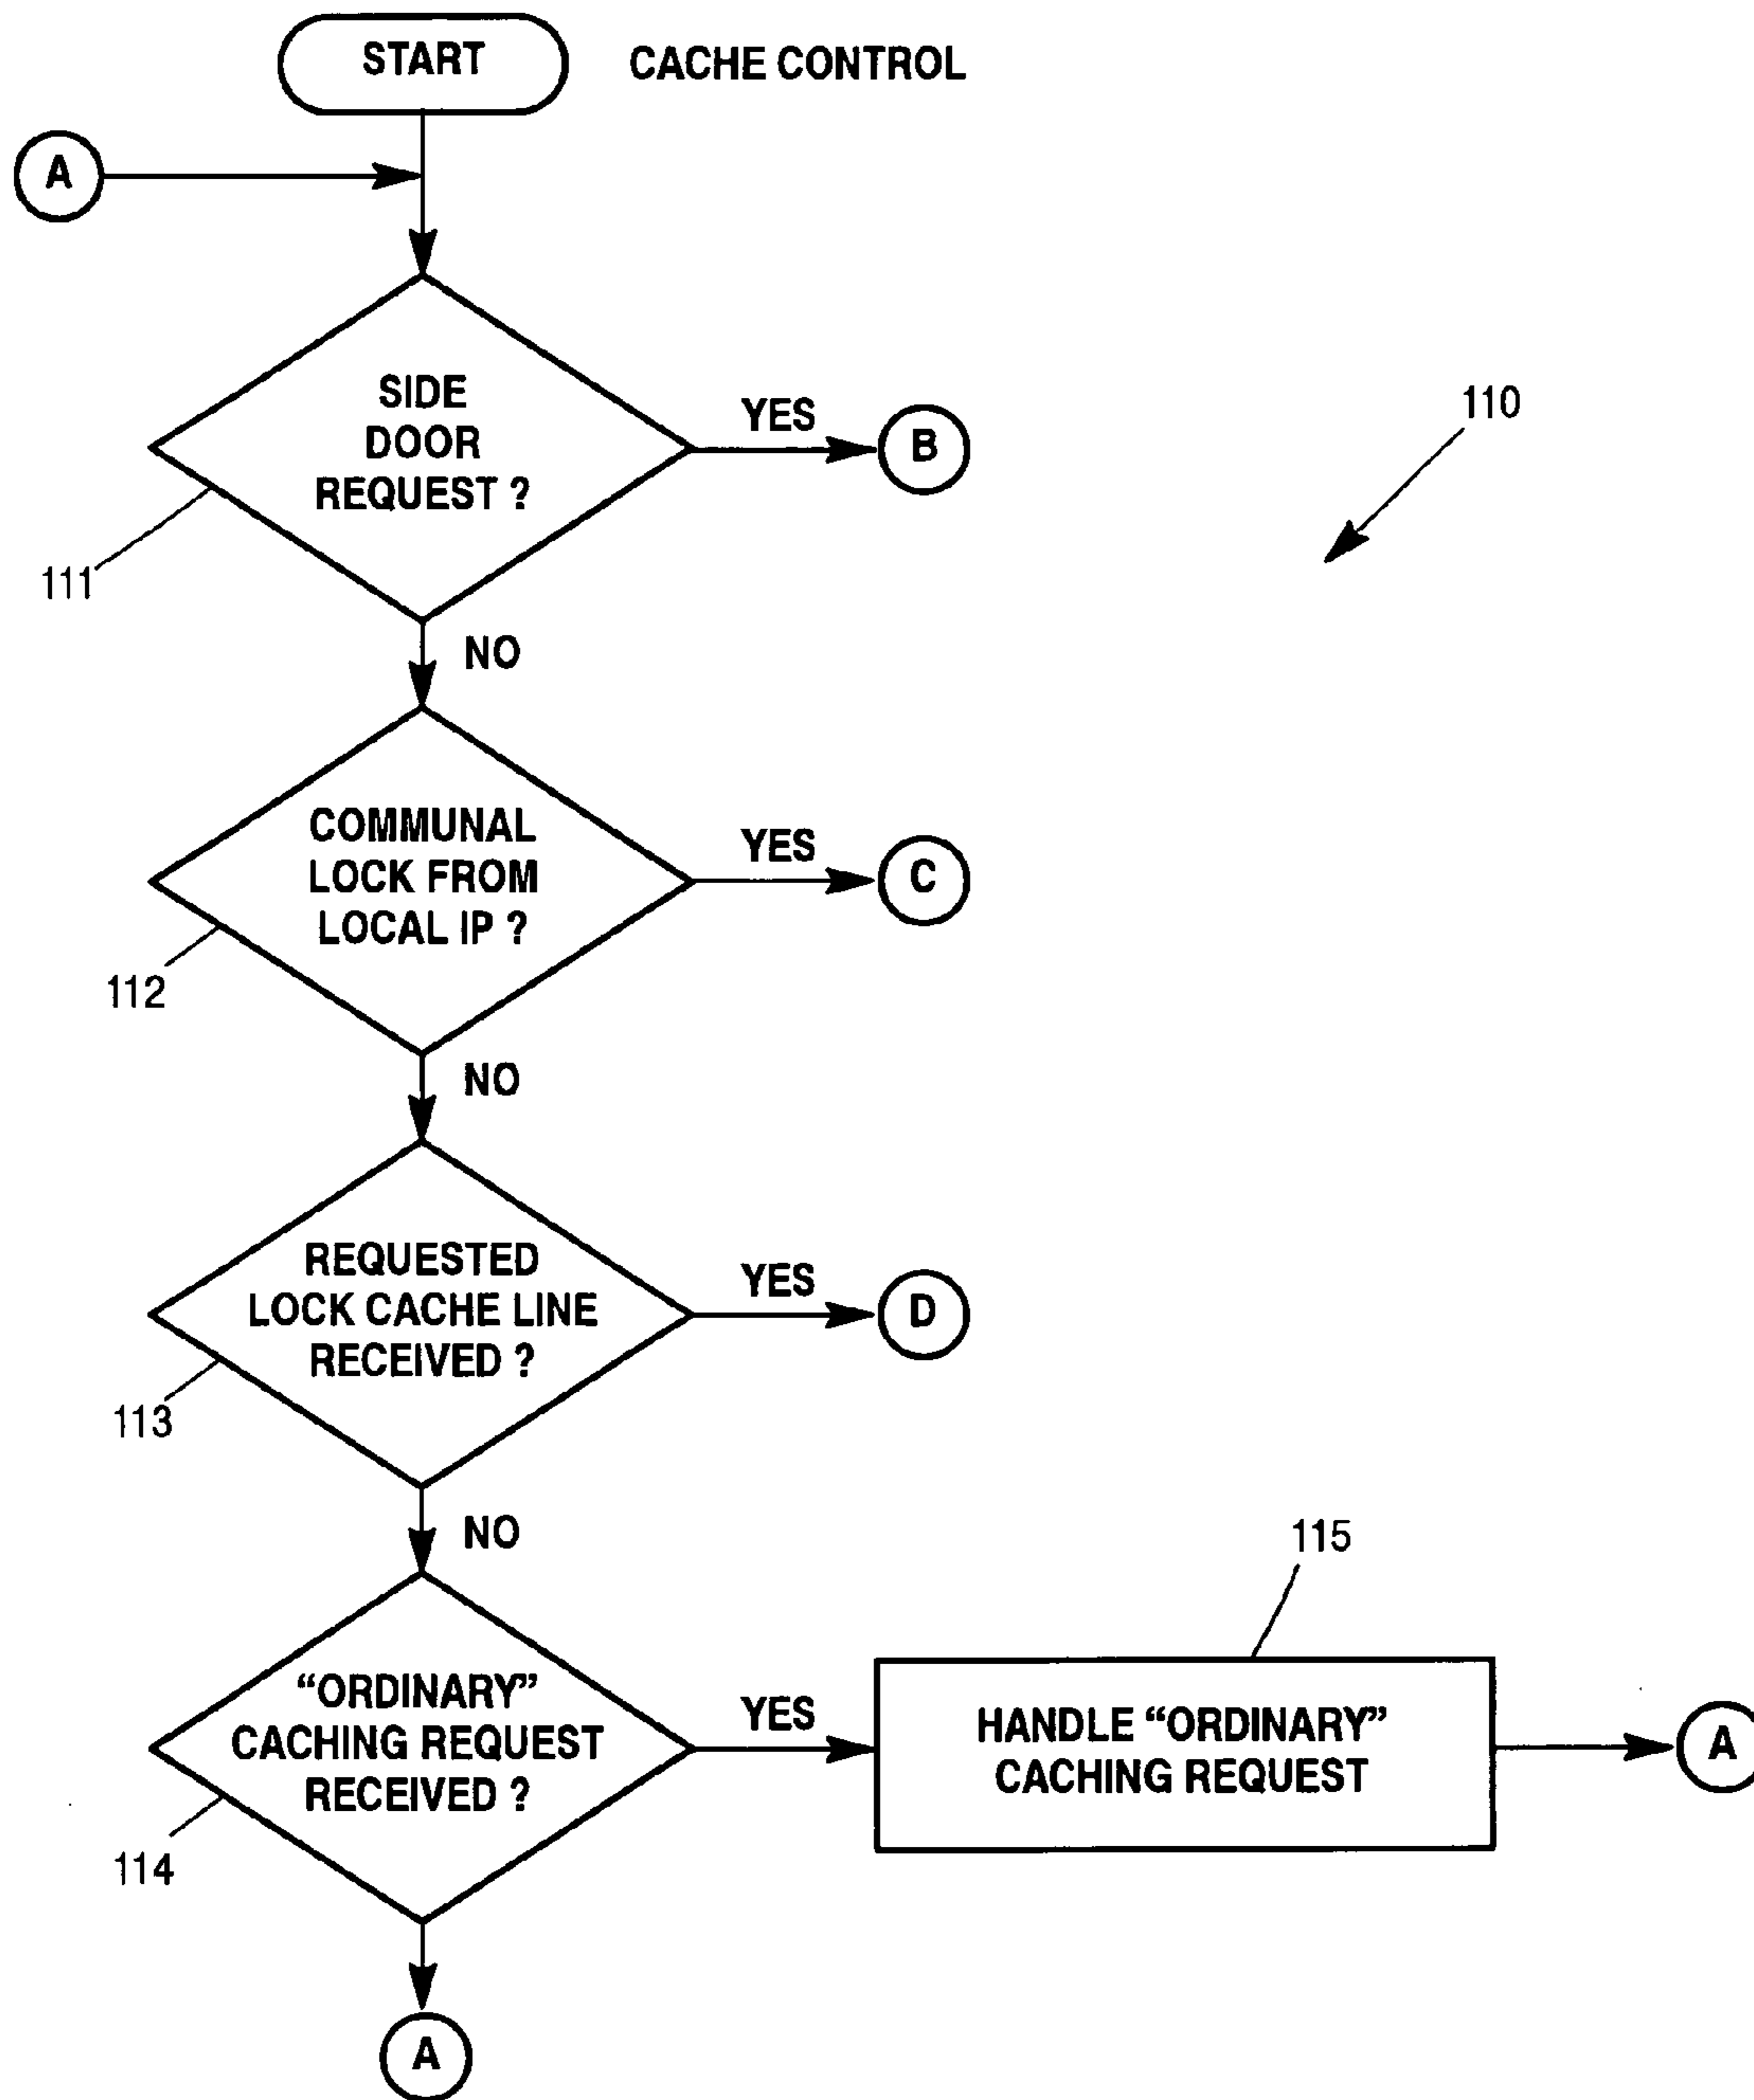 START
CACHE CONTROL
A
SIDE
DOOR
REQUEST ?
YES
B
110
111
NO
COMMUNAL
LOCK FROM
LOCAL IP ?
YES
C
112
NO
REQUESTED
LOCK CACHE LINE
RECEIVED ?
YES
D
113
NO
115
“ORDINARY”
CACHING REQUEST
RECEIVED ?
YES
HANDLE “ORDINARY”
CACHING REQUEST
A
114
A